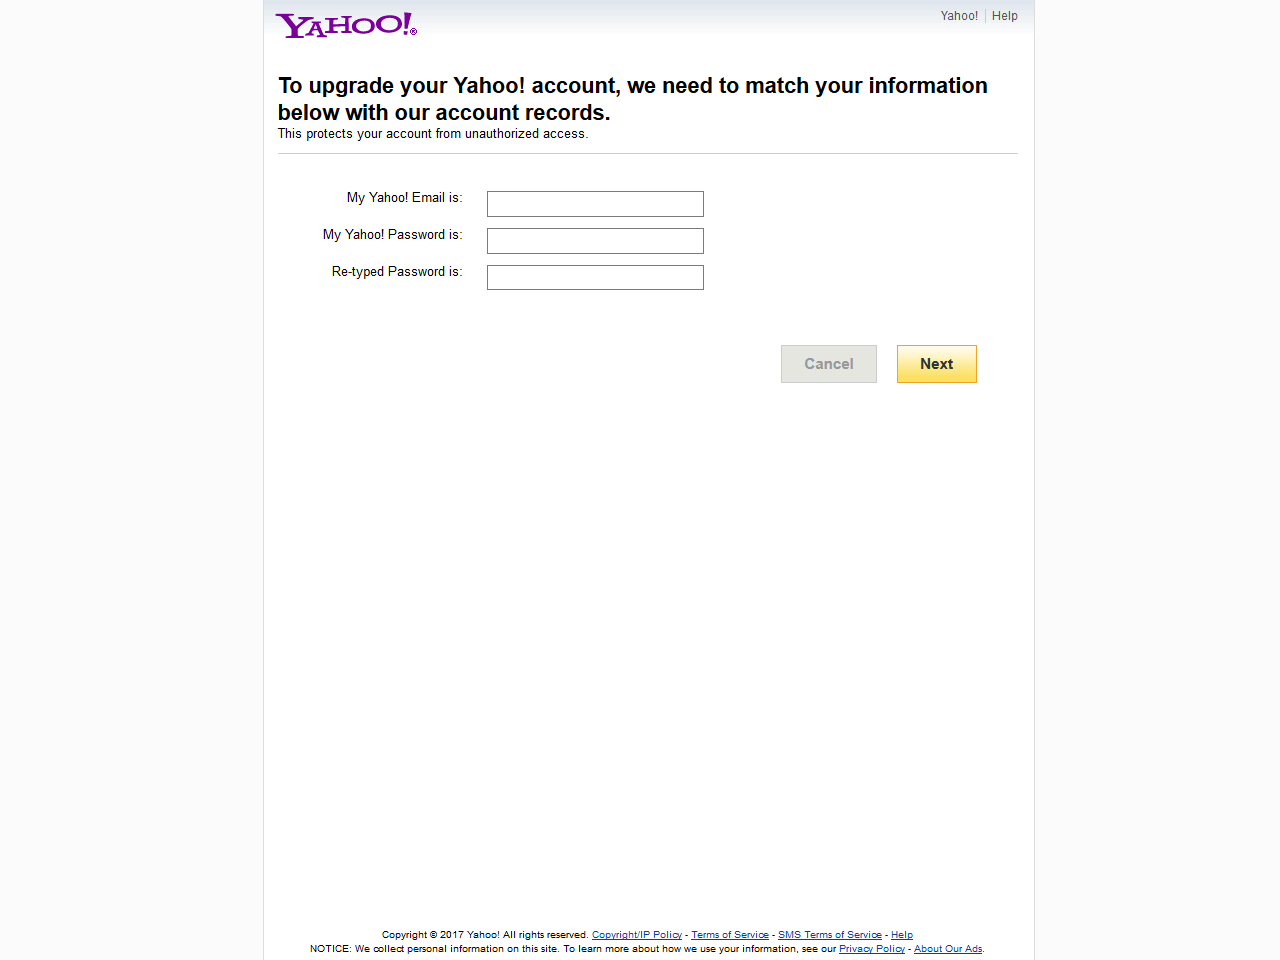 YAHOO!®
Yahoo! Help
To upgrade your Yahoo! account, we need to match your information
below with our account records.
This protects your account from unauthorized access.
My Yahoo! Email is:
My Yahoo! Password is:
Re-typed Password is:
Cancel Next
Copyright © 2017 Yahoo! All rights reserved. Copyright/IP Policy - Terms of Service - SMS Terms of Service - Help
NOTICE: We collect personal information on this site. To learn more about how we use your information, see our Privacy Policy - About Our Ads.